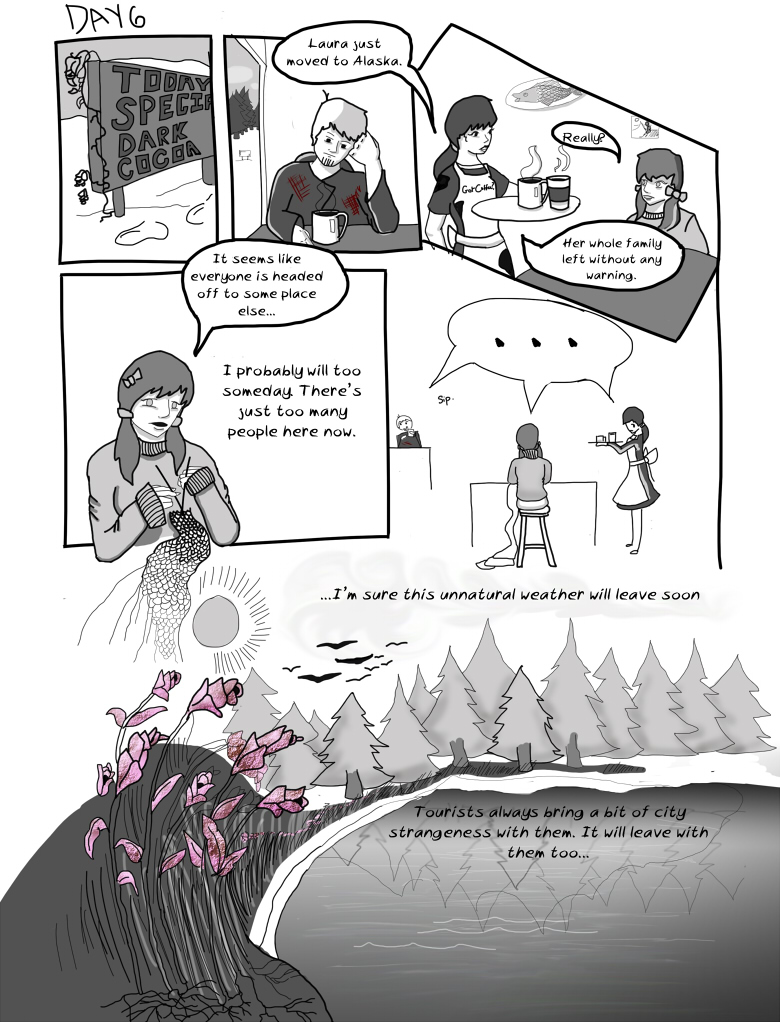 DAY 6
TODAY
SPECI
DARK
COCOA
Laura just
moved to Alaska.
Got Coffee?
Really?
Her whole family
left without any
warning.
It seems like
everyone is headed
off to some place
else...
I probably will too
someday. There's
just too many
people here now.
...
Sip.
...I'm sure this unnatural weather will leave soon
Tourists always bring a bit of city
strangeness with them. It will leave with
them too...